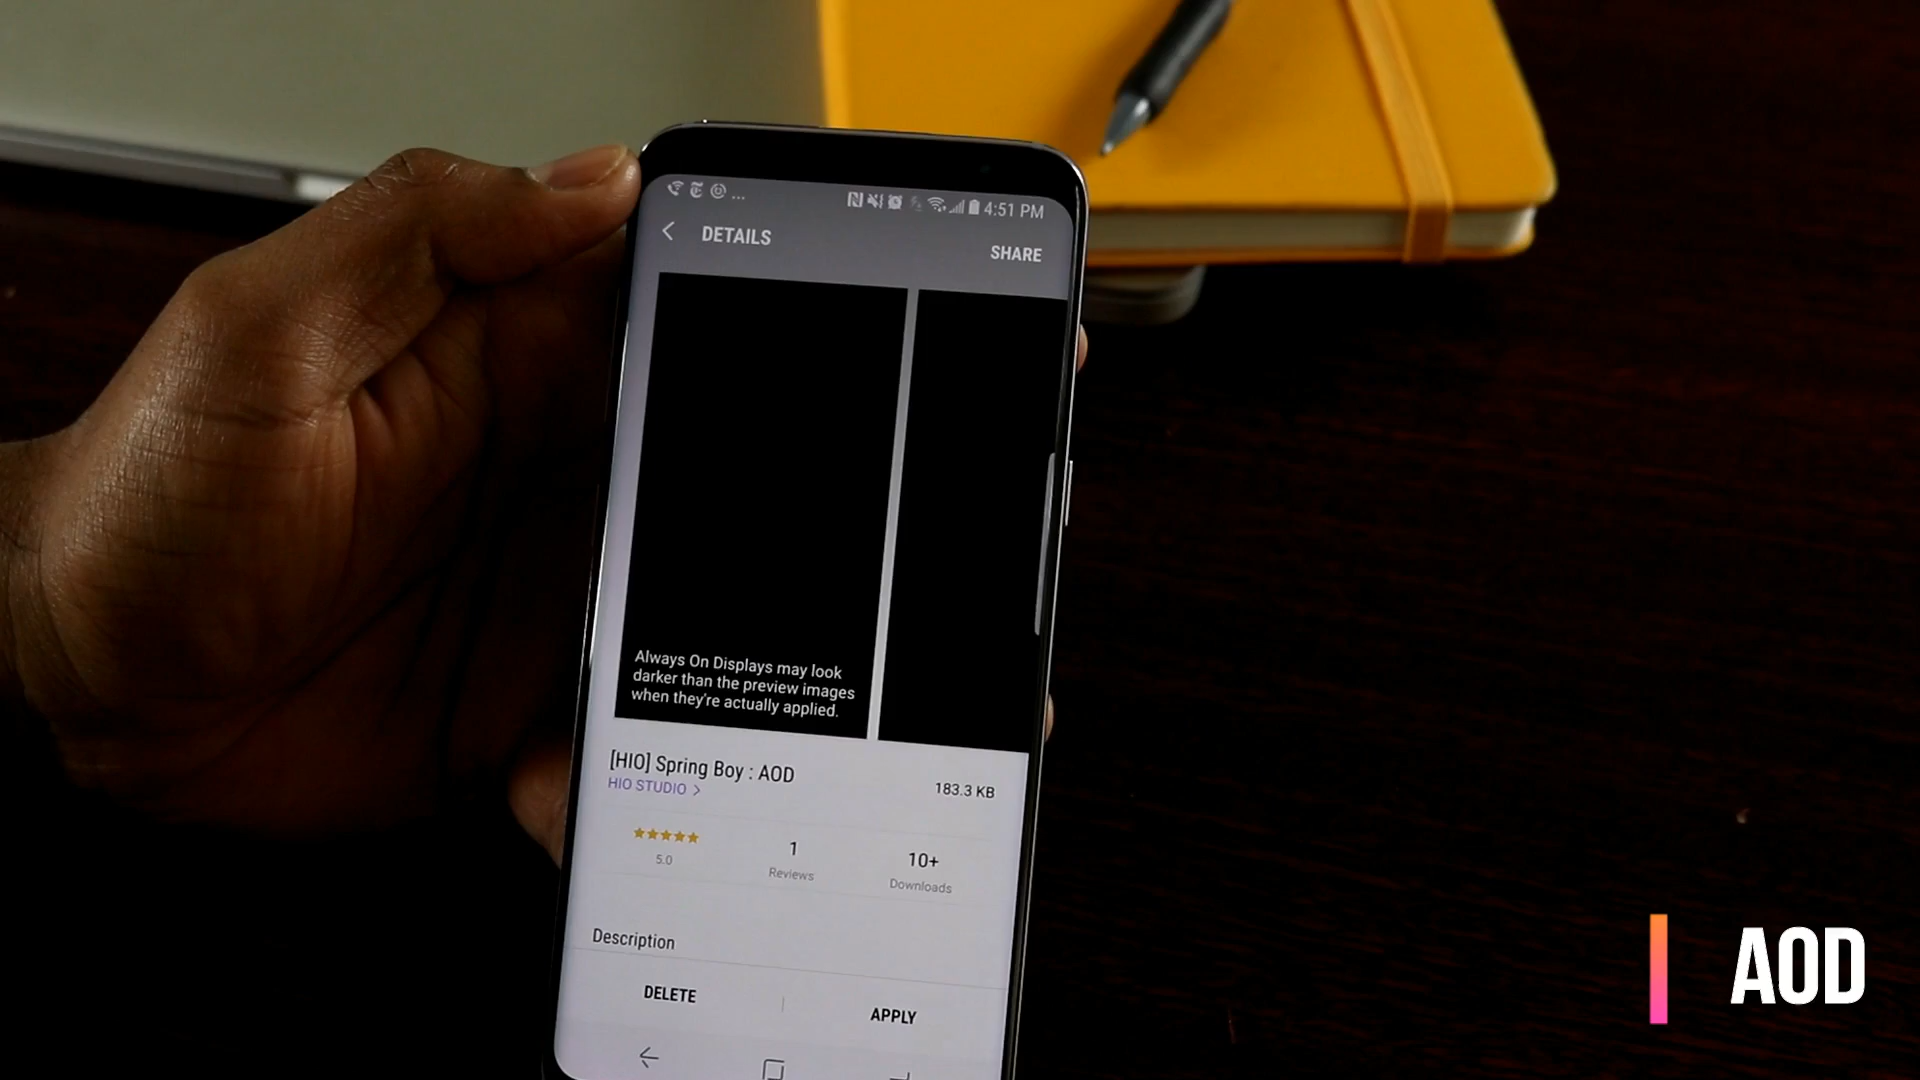 4:51 PM
DETAILS
SHARE
Always On Displays may look
darker than the preview images
when they're actually applied.
[HIO] Spring Boy : AOD
183.3 KB
HIO STUDIO >
5.0
1
Reviews
10+
Downloads
Description
DELETE
APPLY
AOD